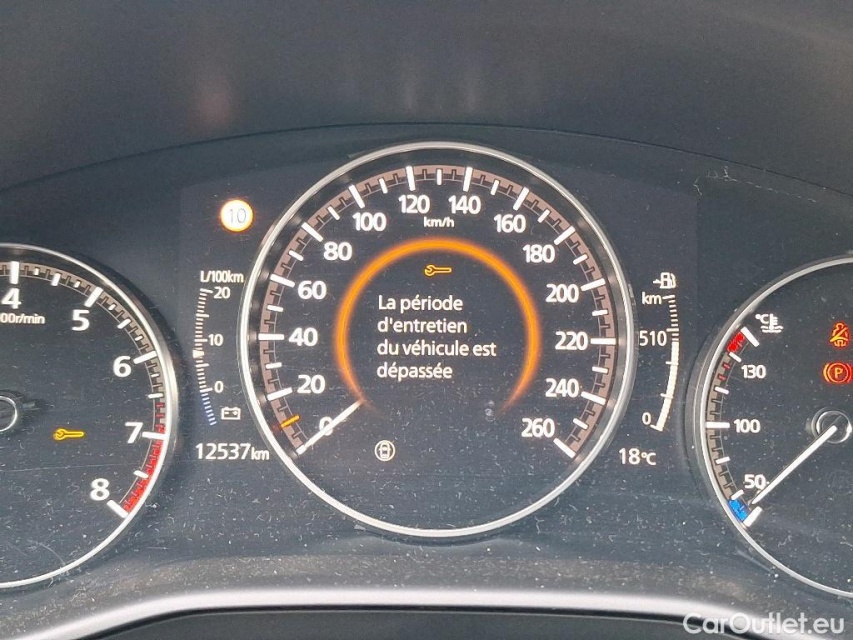 4
00r/min
5
6
7
8
10
L/100km
20
10
0
12537km
0
20
40
60
80
100
120
140
160
180
200
220
240
260
km/h
La période
d'entretien
du véhicule est
dépassée
km
510
0
18°C
°C
130
100
50
P
CarOutlet.eu